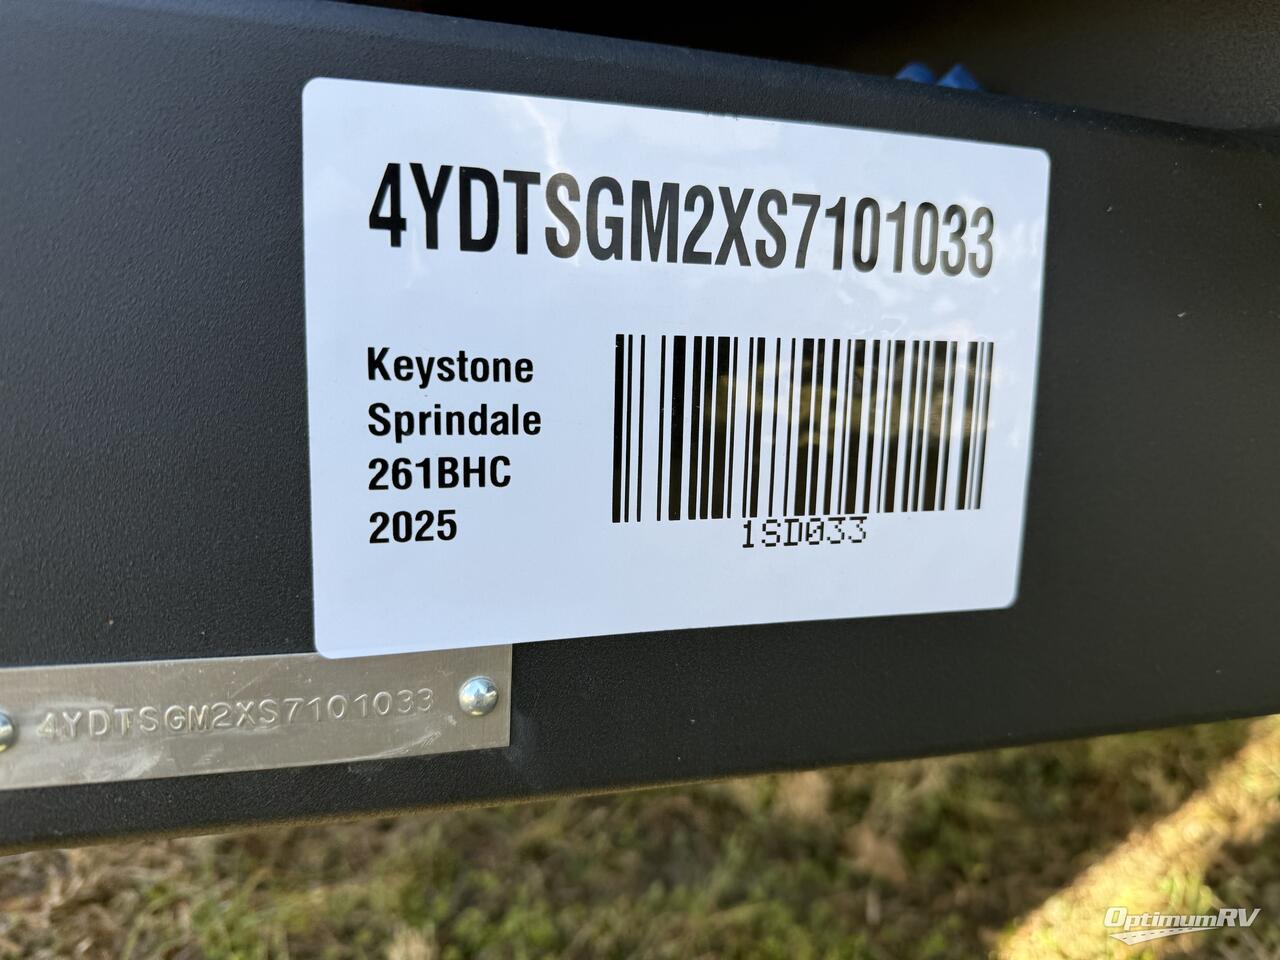 4YDTSGM2XS7101033
Keystone
Sprindale
261BHC
2025
1SD033
4YDTSGM2XS7101033
OptimumRV